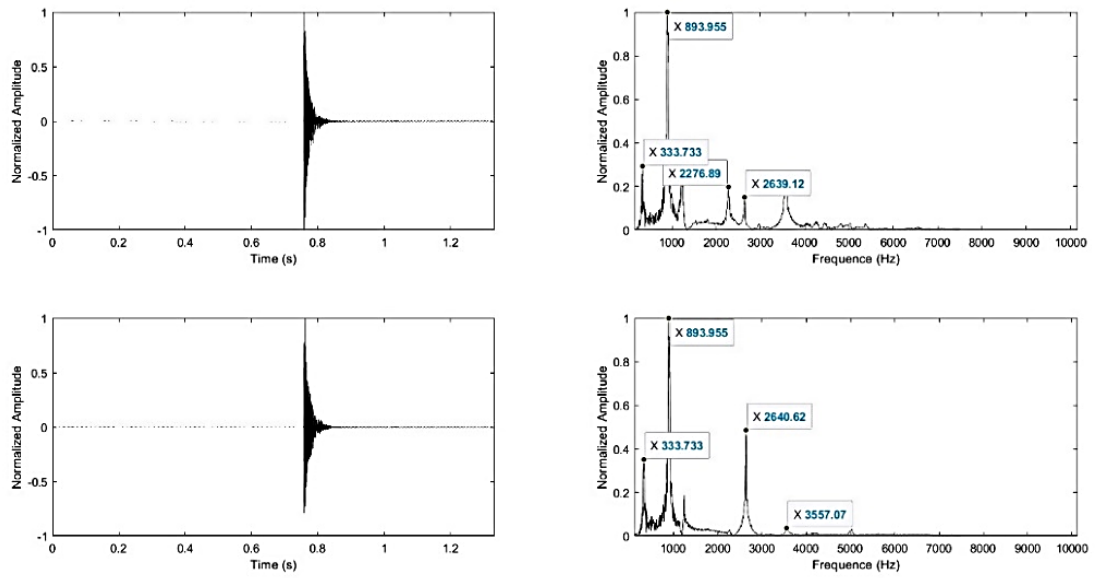 1
0.5
0
-0.5
-1
Normalized Amplitude
0 0.2 0.4 0.6 0.8 1 1.2
Time (s)
1
0.8
0.6
0.4
0.2
0
Normalized Amplitude
X 893.955
X 333.733
X 2276.89
X 2639.12
1000 2000 3000 4000 5000 6000 7000 8000 9000 10000
Frequence (Hz)
1
0.5
0
-0.5
-1
Normalized Amplitude
0 0.2 0.4 0.6 0.8 1 1.2
Time (s)
1
0.8
0.6
0.4
0.2
0
Normalized Amplitude
X 893.955
X 2640.62
X 333.733
X 3557.07
1000 2000 3000 4000 5000 6000 7000 8000 9000 10000
Frequence (Hz)